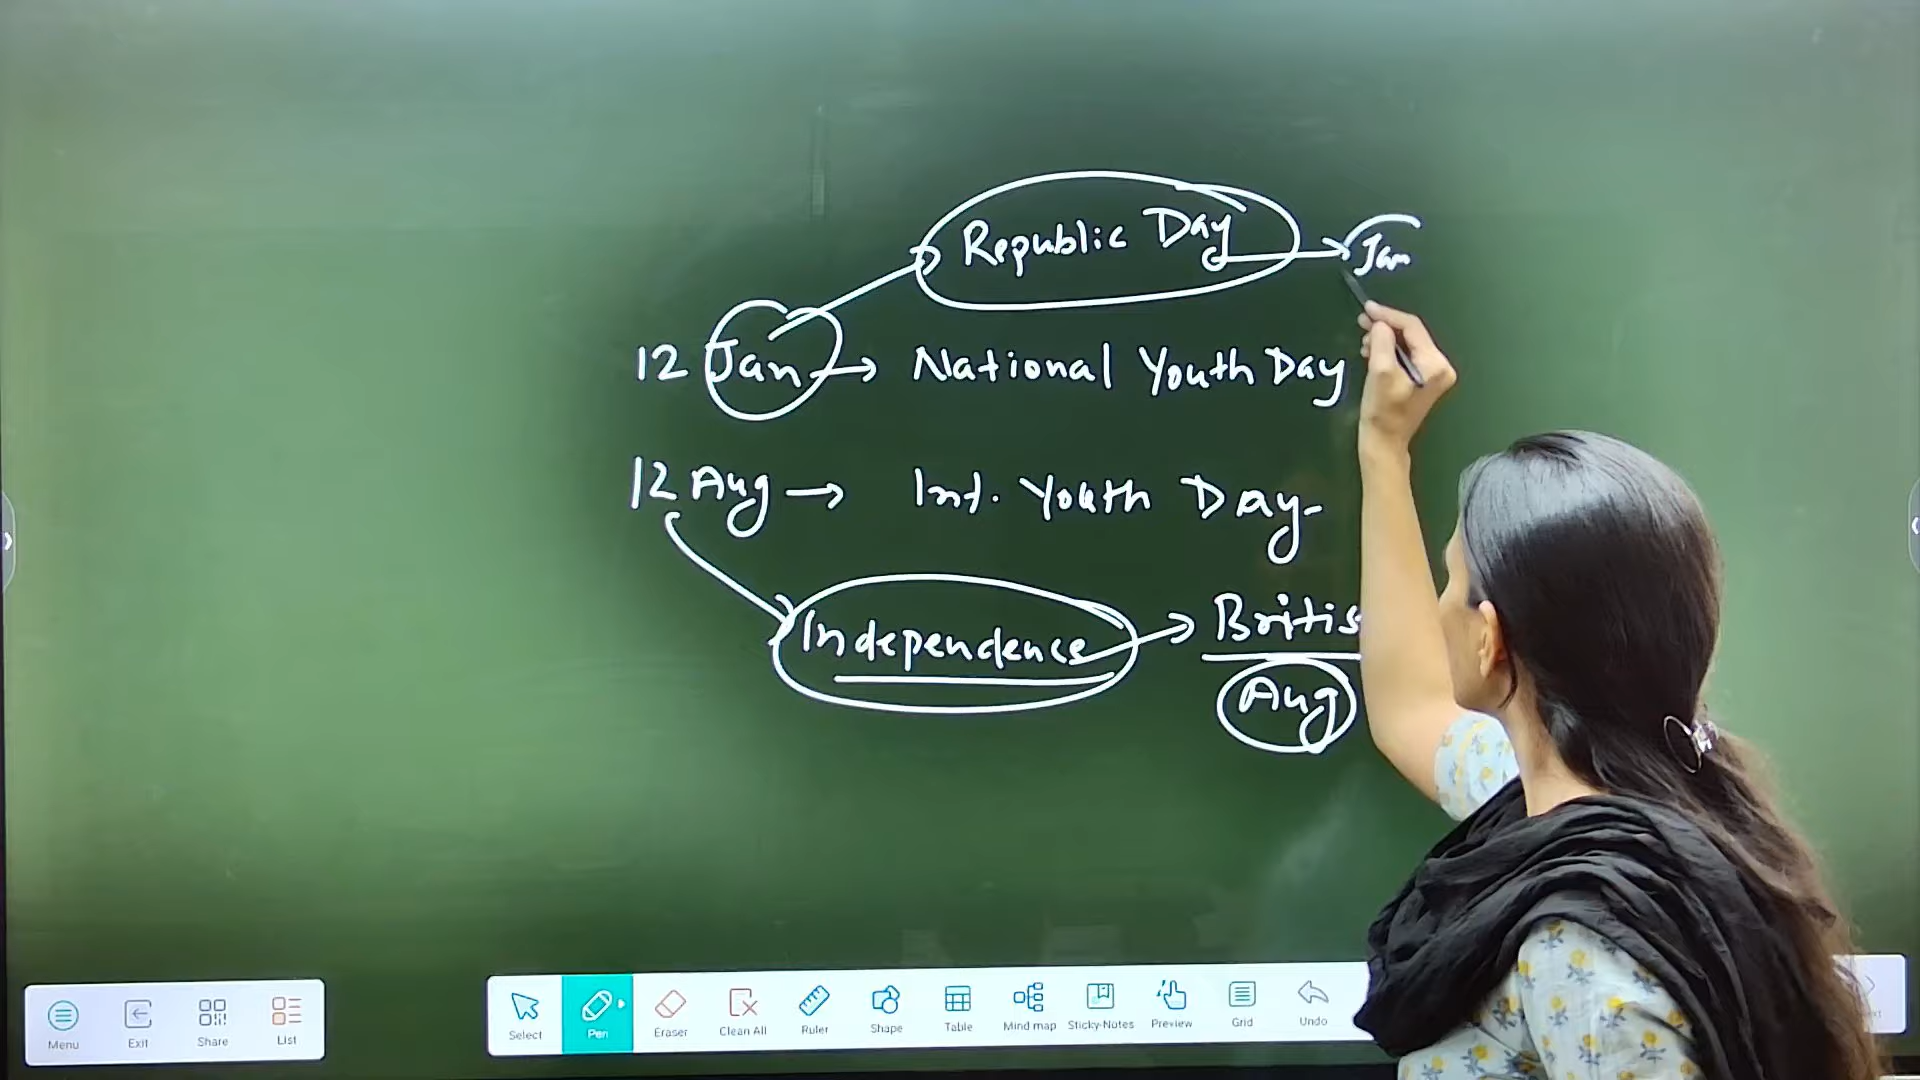 Republic Day → Jan
12 Jan → National Youth Day
12 Aug → Int. Youth Day
Independence → Britis
Aug
Menu Exit Share List
Select Pen Eraser Clean All Ruler Shape Table Mind map Sticky-Notes Preview Grid Undo